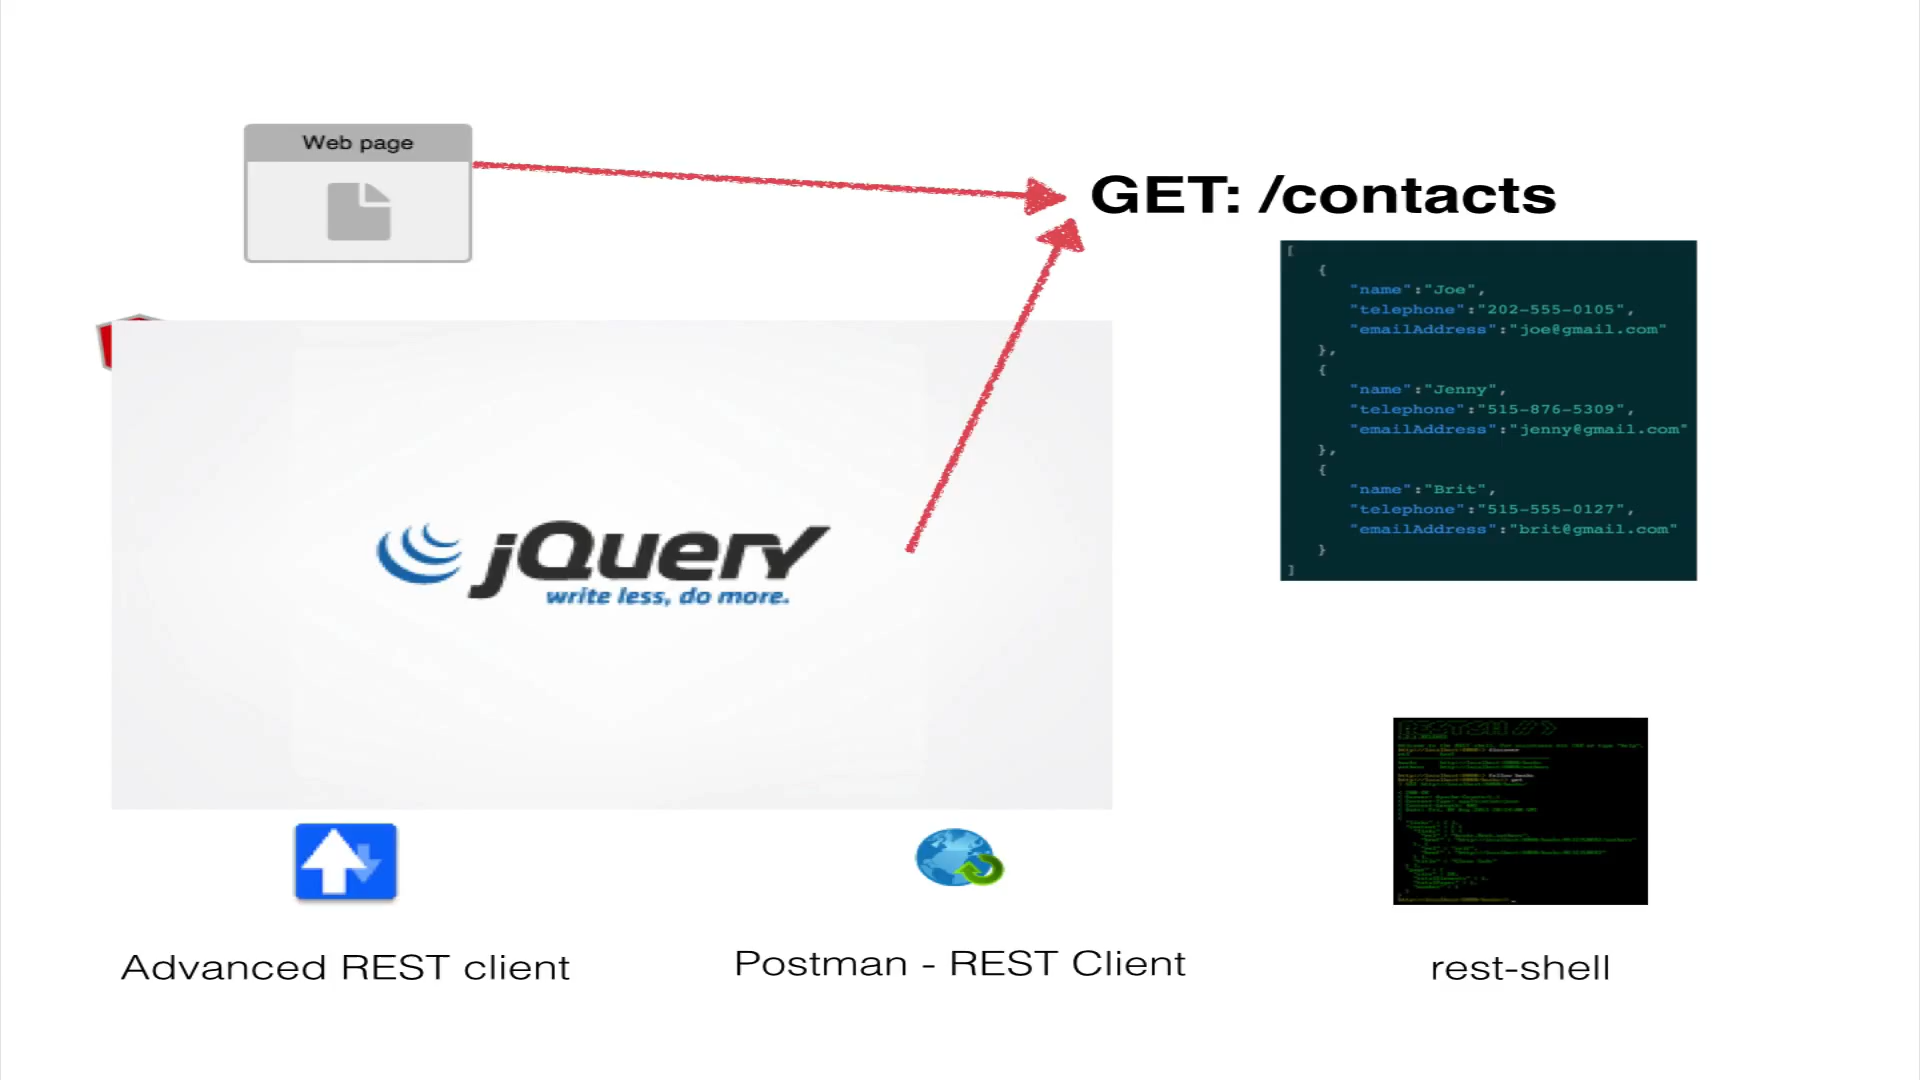 Web page
GET: /contacts
[
{
"name":"Joe",
"telephone":"202-555-0105",
"emailAddress":"joe@gmail.com"
},
{
"name":"Jenny",
"telephone":"515-876-5309",
"emailAddress":"jenny@gmail.com"
},
{
"name":"Brit",
"telephone":"515-555-0127",
"emailAddress":"brit@gmail.com"
}
]
jQuery
write less, do more.
Advanced REST client
Postman - REST Client
rest-shell